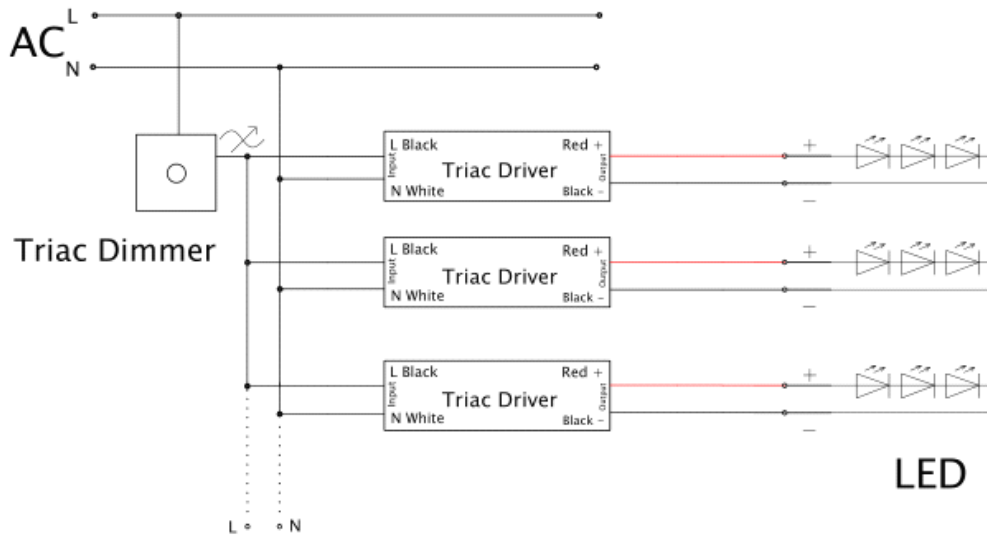 L
AC
N
L Black
Red +
Input
Triac Driver
Output
N White
Black -
Triac Dimmer
+
-
L Black
Red +
Input
Triac Driver
Output
N White
Black -
+
-
L Black
Red +
Input
Triac Driver
Output
N White
Black -
+
-
LED
L
N